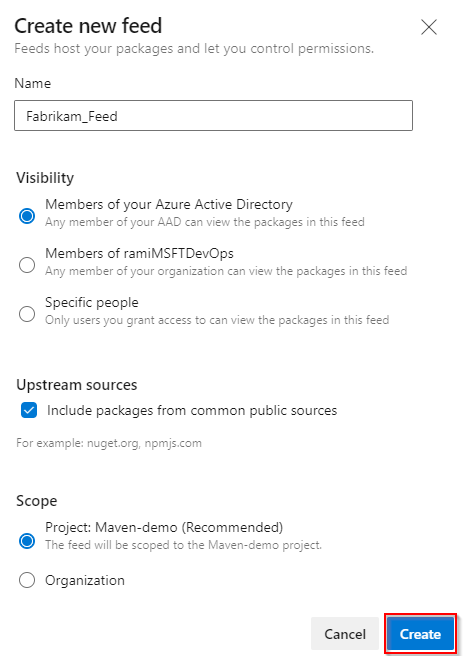 Create new feed
Feeds host your packages and let you control permissions.
Name
Fabrikam_Feed
Visibility
Members of your Azure Active Directory
Any member of your AAD can view the packages in this feed
Members of ramiMSFTDevOps
Any member of your organization can view the packages in this feed
Specific people
Only users you grant access to can view the packages in this feed
Upstream sources
Include packages from common public sources
For example: nuget.org, npmjs.com
Scope
Project: Maven-demo (Recommended)
The feed will be scoped to the Maven-demo project.
Organization
Cancel Create